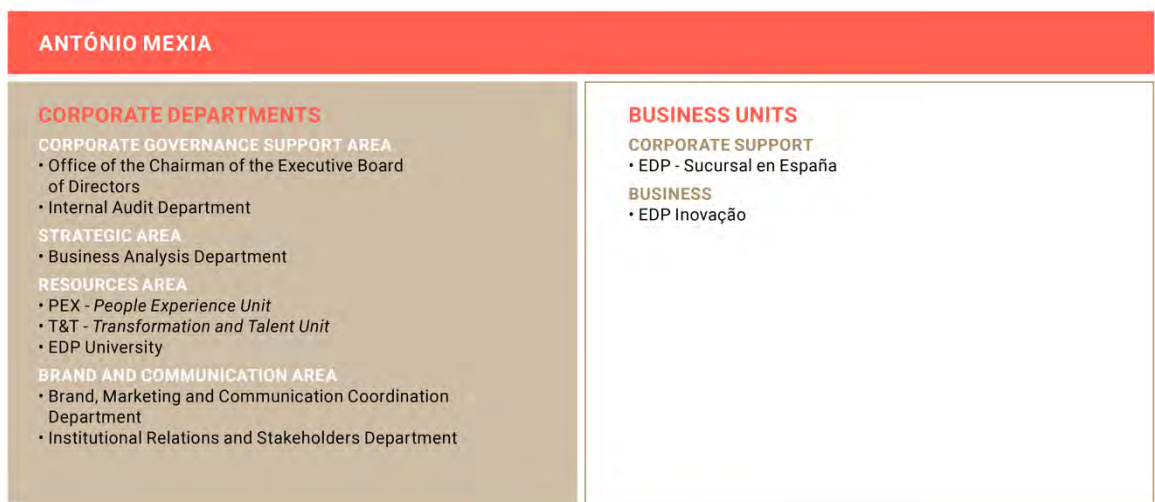 ANTÓNIO MEXIA
CORPORATE DEPARTMENTS
CORPORATE GOVERNANCE SUPPORT AREA
• Office of the Chairman of the Executive Board
of Directors
• Internal Audit Department
STRATEGIC AREA
• Business Analysis Department
RESOURCES AREA
• PEX - People Experience Unit
• T&T - Transformation and Talent Unit
• EDP University
BRAND AND COMMUNICATION AREA
• Brand, Marketing and Communication Coordination
Department
• Institutional Relations and Stakeholders Department
BUSINESS UNITS
CORPORATE SUPPORT
• EDP - Sucursal en España
BUSINESS
• EDP Inovação